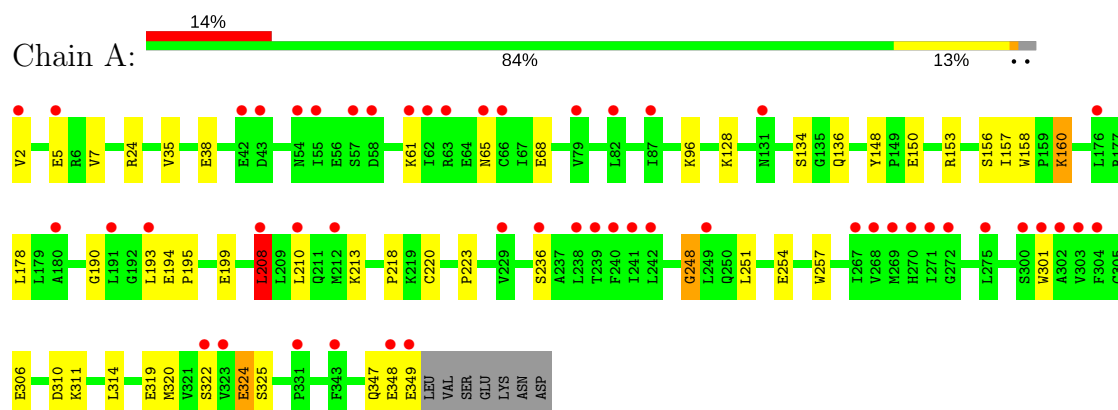 14%
Chain A:
84% 13% • •
V2 E5 R6 V7 R24 V35 E38 E42 D43 N54 I55 E56 S57 D58 K61 I62 R63 E64 N65 C66 I67 E68 V79 L82 I87 K96 K128 N131 S134 G135 Q136 Y148 P149 E150 R153 S156 I157 W158 P159 K160 L176 G177
L178 L179 A180 G190 L191 G192 L193 E194 P195 E199 L208 L209 L210 Q211 M212 K213 P218 K219 C220 P223 V229 S236 A237 L238 T239 F240 I241 L242 G248 L249 Q250 L251 E254 W257 I267 V268 M269 H270 I271 G272 L275 S300 W301 A302 V303 F304 G305
E306 D310 K311 L314 E319 M320 V321 S322 V323 E324 S325 P331 F343 Q347 E348 E349 LEU VAL SER GLU LYS ASN ASP